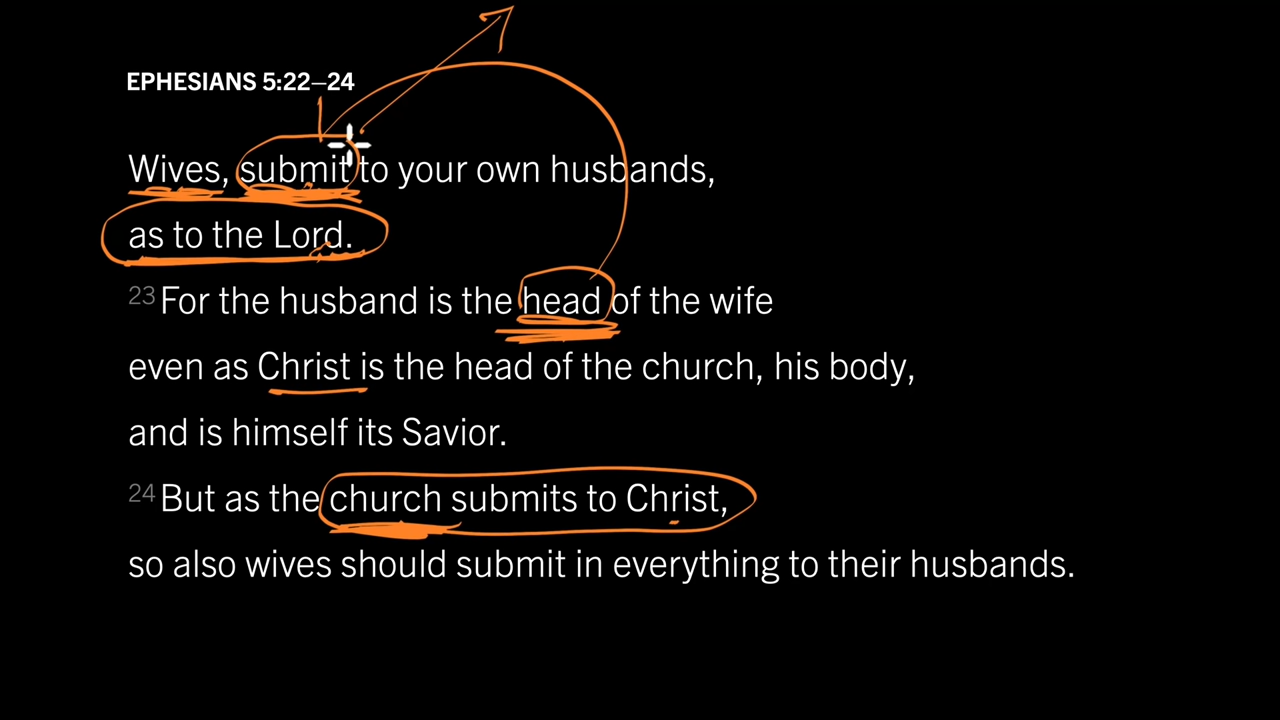 EPHESIANS 5:22–24
Wives, submit to your own husbands,
as to the Lord.
23 For the husband is the head of the wife
even as Christ is the head of the church, his body,
and is himself its Savior.
24 But as the church submits to Christ,
so also wives should submit in everything to their husbands.